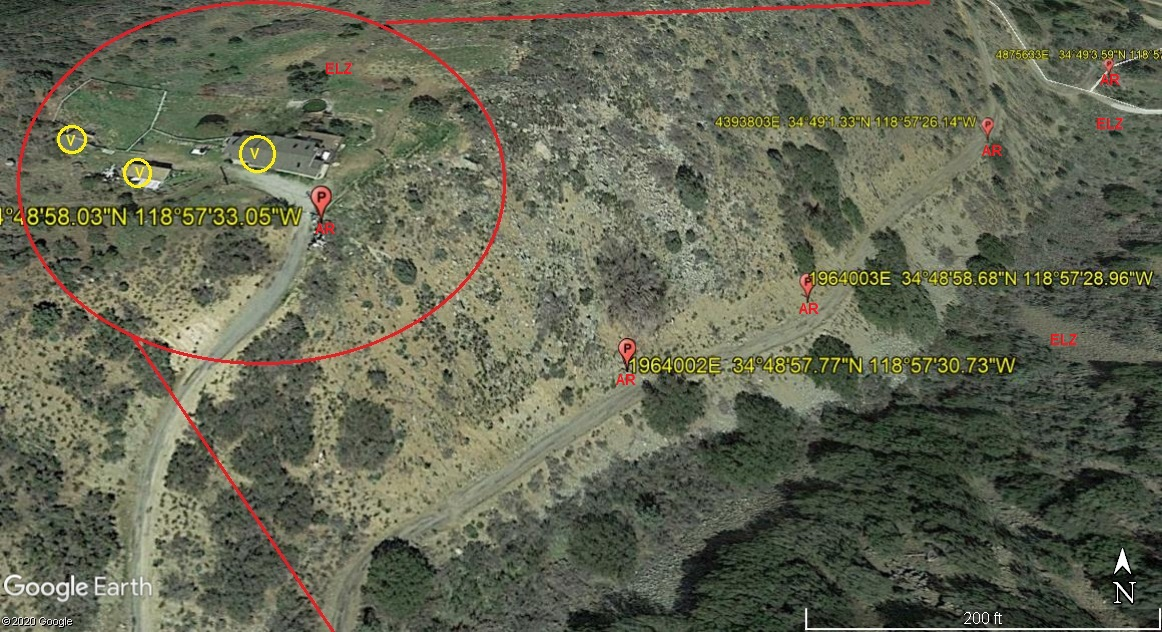 4875633E 34°49'3.59"N 118°57
ELZ
AR
4393803E 34°49'1.33"N 118°57'26.14"W
ELZ
V
AR
V
V
P
4°48'58.03"N 118°57'33.05"W
AR
P
1964003E 34°48'58.68"N 118°57'28.96"W
AR
ELZ
P
1964002E 34°48'57.77"N 118°57'30.73"W
AR
Google Earth
N
©2020 Google
200 ft